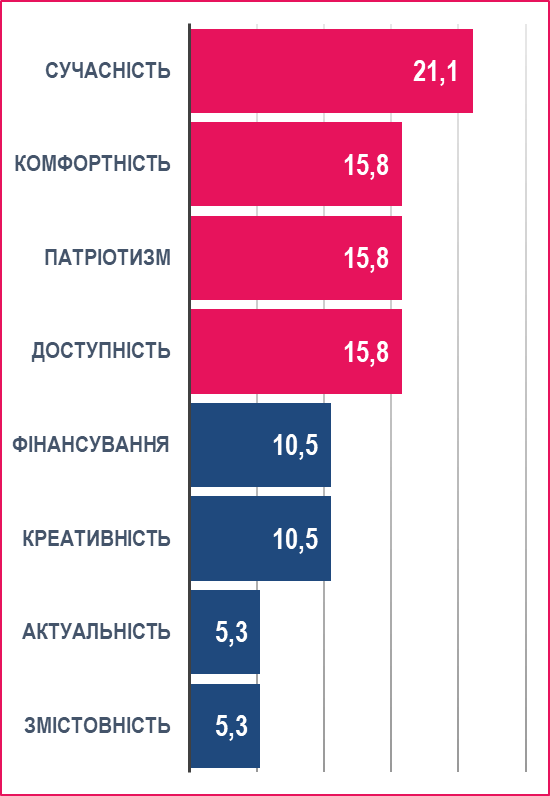 СУЧАСНІСТЬ 21,1
КОМФОРТНІСТЬ 15,8
ПАТРІОТИЗМ 15,8
ДОСТУПНІСТЬ 15,8
ФІНАНСУВАННЯ 10,5
КРЕАТИВНІСТЬ 10,5
АКТУАЛЬНІСТЬ 5,3
ЗМІСТОВНІСТЬ 5,3